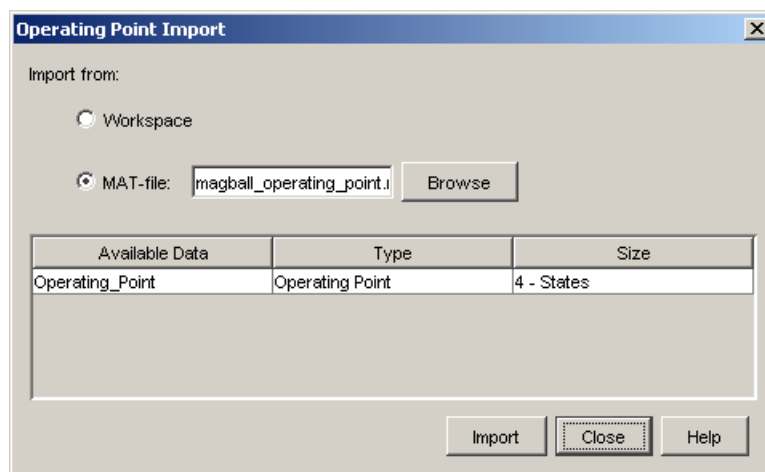 Operating Point Import
Import from:
Workspace
MAT-file: magball_operating_point.ı Browse
Available Data Type Size
Operating_Point Operating Point 4 - States
Import Close Help